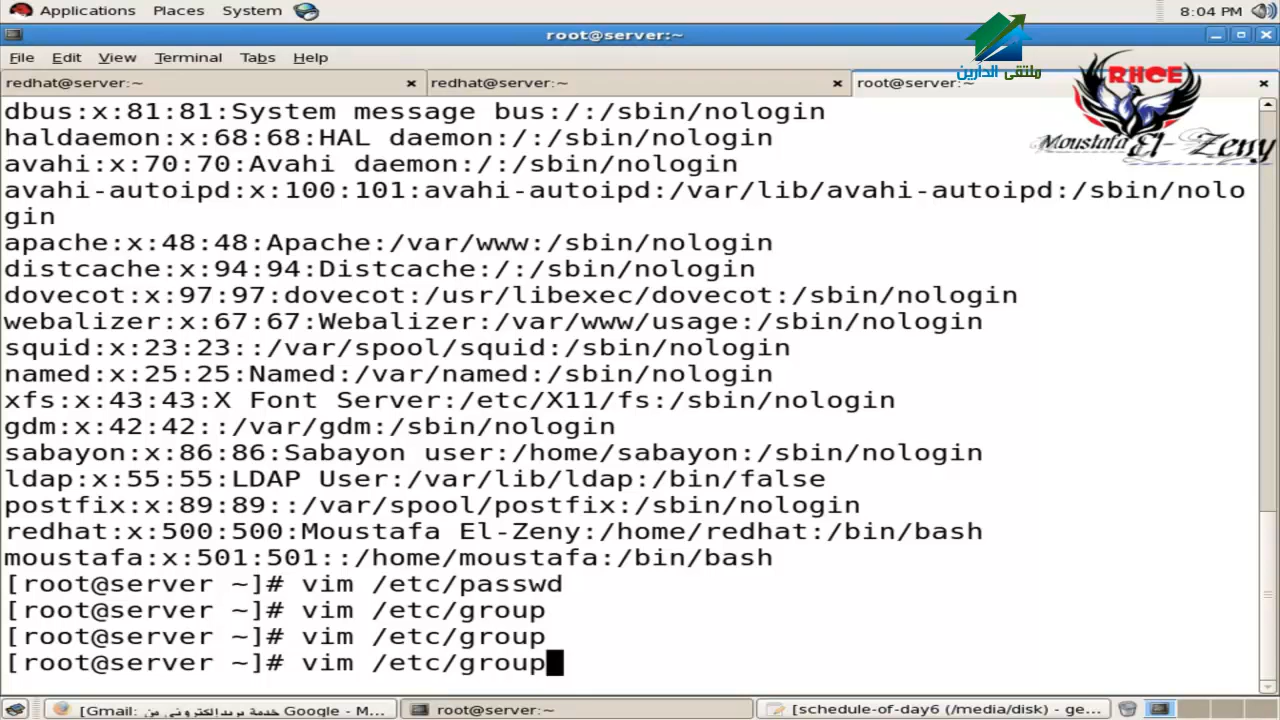 Applications Places System 8:04 PM
root@server:~
File Edit View Terminal Tabs Help
ملتقى الدارين
RHCE
Moustafa El-Zeny
redhat@server:~ redhat@server:~ root@server:~
dbus:x:81:81:System message bus:/:/sbin/nologin
haldaemon:x:68:68:HAL daemon:/:/sbin/nologin
avahi:x:70:70:Avahi daemon:/:/sbin/nologin
avahi-autoipd:x:100:101:avahi-autoipd:/var/lib/avahi-autoipd:/sbin/nolo
gin
apache:x:48:48:Apache:/var/www:/sbin/nologin
distcache:x:94:94:Distcache:/:/sbin/nologin
dovecot:x:97:97:dovecot:/usr/libexec/dovecot:/sbin/nologin
webalizer:x:67:67:Webalizer:/var/www/usage:/sbin/nologin
squid:x:23:23::/var/spool/squid:/sbin/nologin
named:x:25:25:Named:/var/named:/sbin/nologin
xfs:x:43:43:X Font Server:/etc/X11/fs:/sbin/nologin
gdm:x:42:42::/var/gdm:/sbin/nologin
sabayon:x:86:86:Sabayon user:/home/sabayon:/sbin/nologin
ldap:x:55:55:LDAP User:/var/lib/ldap:/bin/false
postfix:x:89:89::/var/spool/postfix:/sbin/nologin
redhat:x:500:500:Moustafa El-Zeny:/home/redhat:/bin/bash
moustafa:x:501:501::/home/moustafa:/bin/bash
[root@server ~]# vim /etc/passwd
[root@server ~]# vim /etc/group
[root@server ~]# vim /etc/group
[root@server ~]# vim /etc/group
[Gmail: خدمة بريد إلكتروني من Google - M... root@server:~ [schedule-of-day6 (/media/disk) - ge...